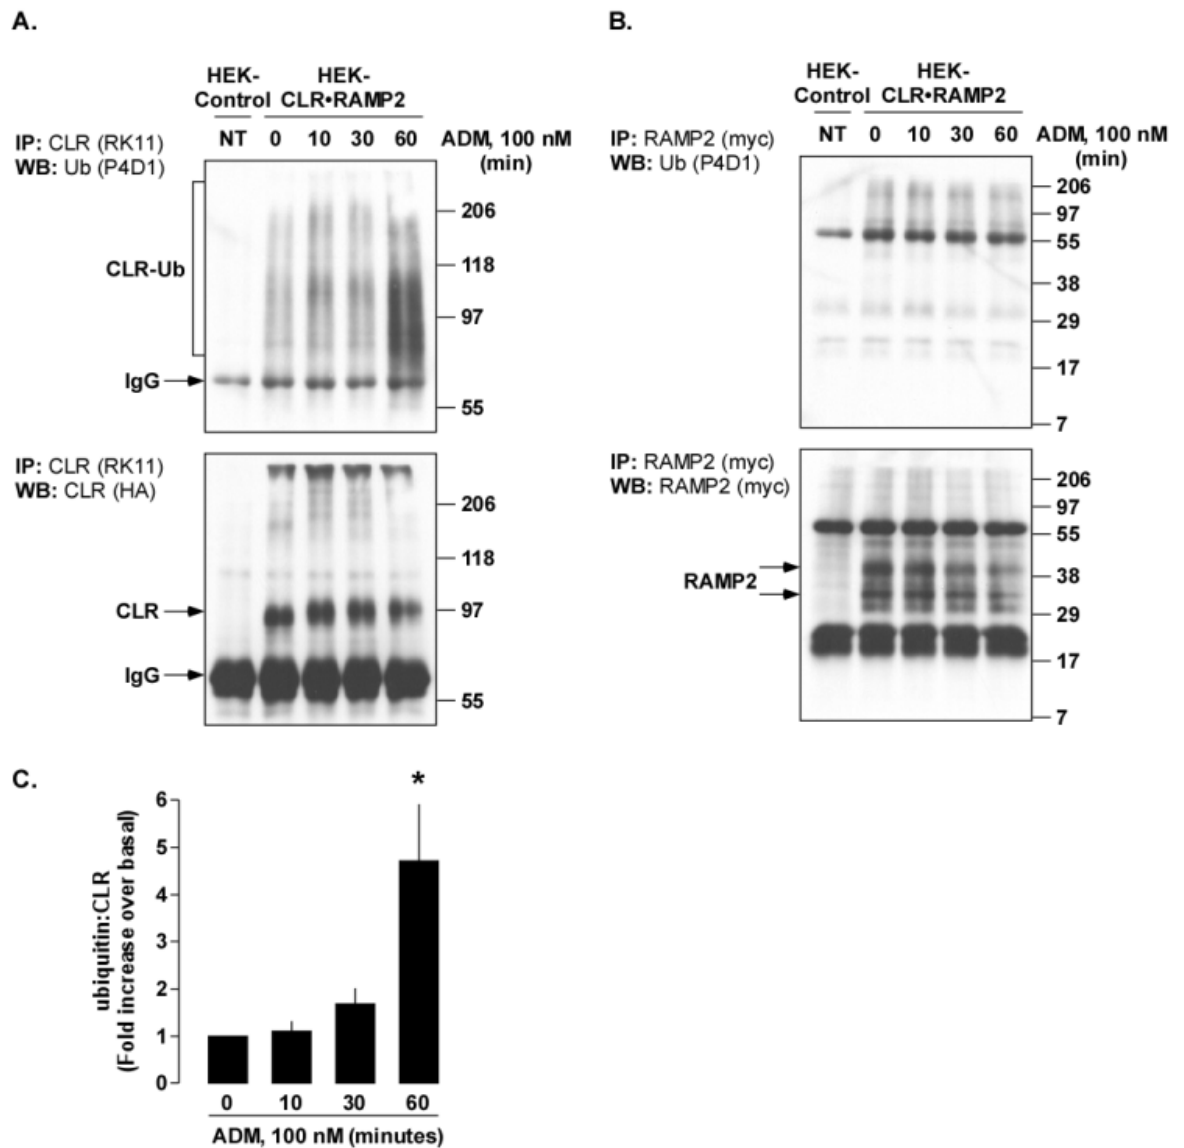 A.
HEK-
Control
HEK-
CLR•RAMP2
IP: CLR (RK11)
WB: Ub (P4D1)
NT 0 10 30 60
ADM, 100 nM
(min)
206
118
97
55
CLR-Ub
IgG
IP: CLR (RK11)
WB: CLR (HA)
206
118
97
55
CLR
IgG
B.
HEK-
Control
HEK-
CLR•RAMP2
IP: RAMP2 (myc)
WB: Ub (P4D1)
NT 0 10 30 60
ADM, 100 nM
(min)
206
97
55
38
29
17
7
IP: RAMP2 (myc)
WB: RAMP2 (myc)
206
97
55
38
29
17
7
RAMP2
C.
*
6
5
4
3
2
1
0
ubiquitin:CLR
(Fold increase over basal)
0 10 30 60
ADM, 100 nM (minutes)